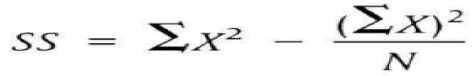 SS = ∑X² − (∑X)² / N